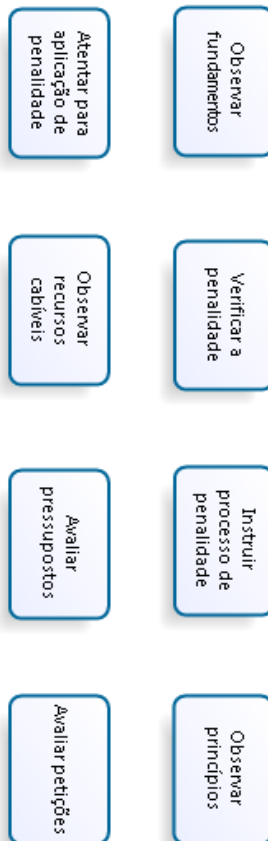 Observar
fundamentos
Verificar a
penalidade
Instruir
processo de
penalidade
Observar
princípios
Atentar para
aplicação de
penalidade
Observar
recursos
cabíveis
Avaliar
pressupostos
Avaliar petições